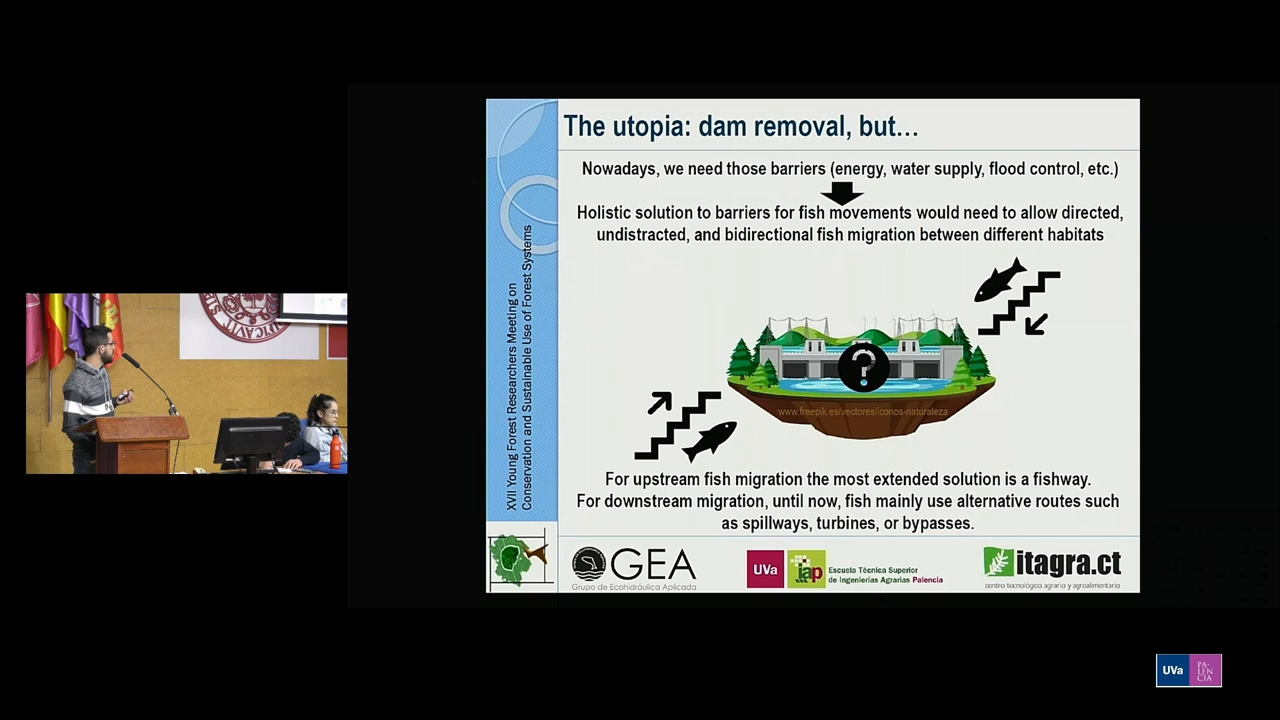 The utopia: dam removal, but...
Nowadays, we need those barriers (energy, water supply, flood control, etc.)
Holistic solution to barriers for fish movements would need to allow directed,
undistracted, and bidirectional fish migration between different habitats
?
www.freepik.es/vectores/iconos-naturaleza
For upstream fish migration the most extended solution is a fishway.
For downstream migration, until now, fish mainly use alternative routes such
as spillways, turbines, or bypasses.
XVII Young Forest Researchers Meeting on
Conservation and Sustainable Use of Forest Systems
GEA
Grupo de Ecohidráulica Aplicada
UVa
iap
Escuela Técnica Superior
de Ingenierías Agrarias Palencia
itagra.ct
centro tecnológico agrario y agroalimentario
UVa
PA-
LEN
CIA